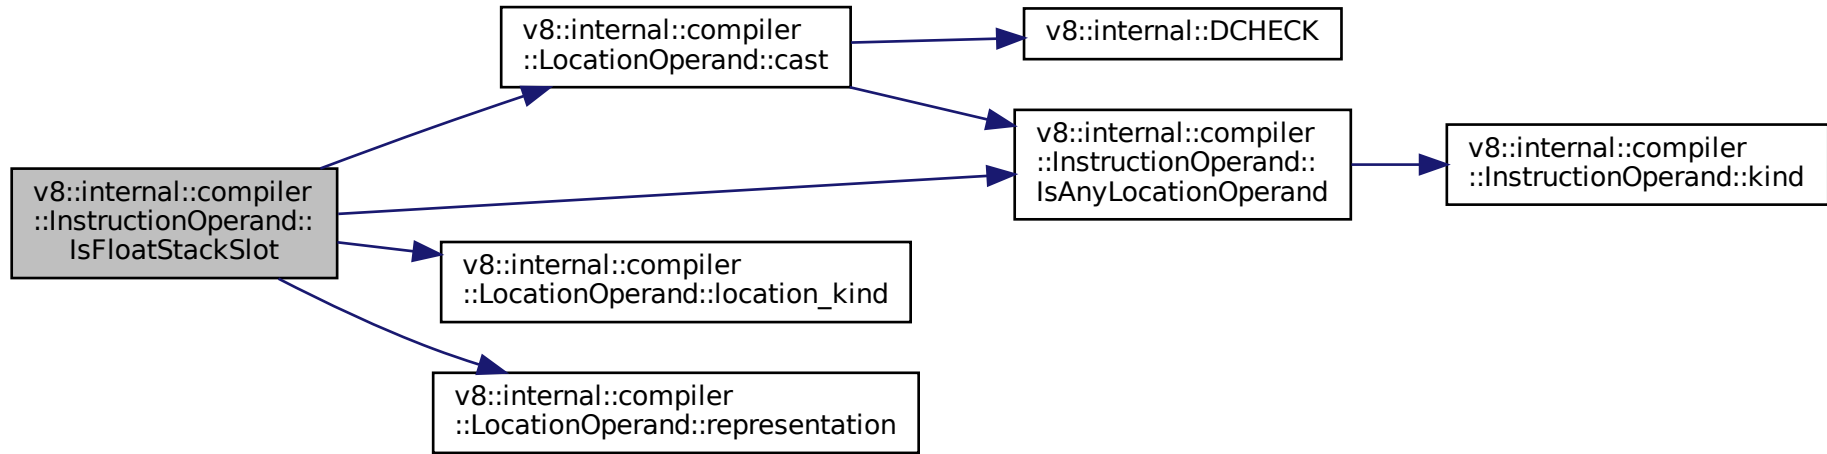 v8::internal::compiler
::InstructionOperand::
IsFloatStackSlot
v8::internal::compiler
::LocationOperand::cast
v8::internal::DCHECK
v8::internal::compiler
::InstructionOperand::
IsAnyLocationOperand
v8::internal::compiler
::InstructionOperand::kind
v8::internal::compiler
::LocationOperand::location_kind
v8::internal::compiler
::LocationOperand::representation